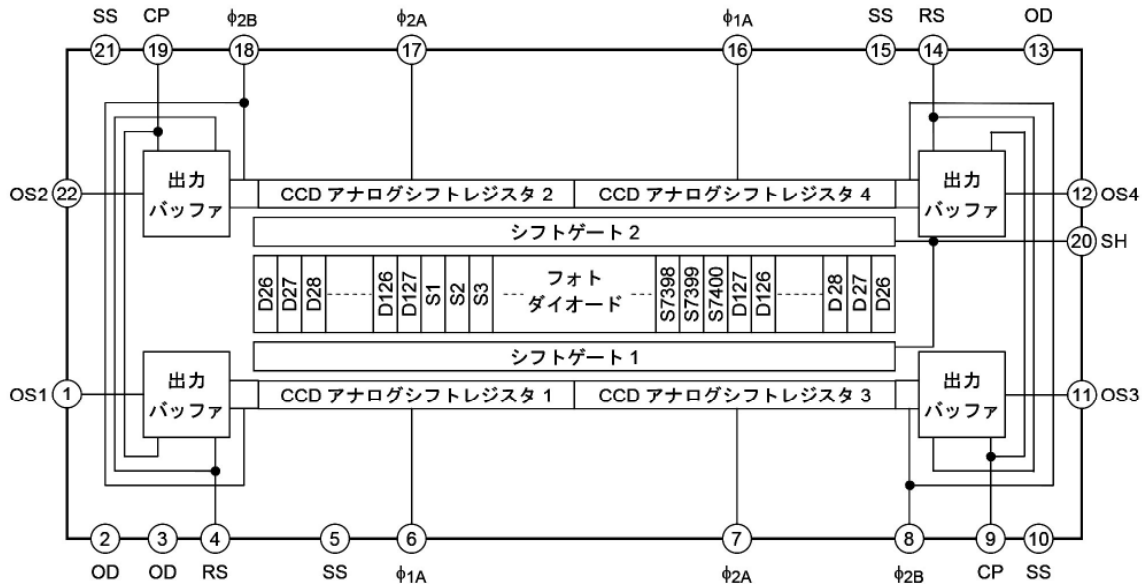 SS CP ϕ2B ϕ2A ϕ1A SS RS OD
21 19 18 17 16 15 14 13
出力
バッファ
出力
バッファ
OS2 22
CCD アナログシフトレジスタ 2
CCD アナログシフトレジスタ 4
12 OS4
シフトゲート 2
20 SH
D26 D27 D28 D126 D127 S1 S2 S3
フォト
ダイオード
S7398 S7399 S7400 D127 D126 D28 D27 D26
シフトゲート 1
出力
バッファ
出力
バッファ
OS1 1
CCD アナログシフトレジスタ 1
CCD アナログシフトレジスタ 3
11 OS3
2 3 4 5 6 7 8 9 10
OD OD RS SS ϕ1A ϕ2A ϕ2B CP SS